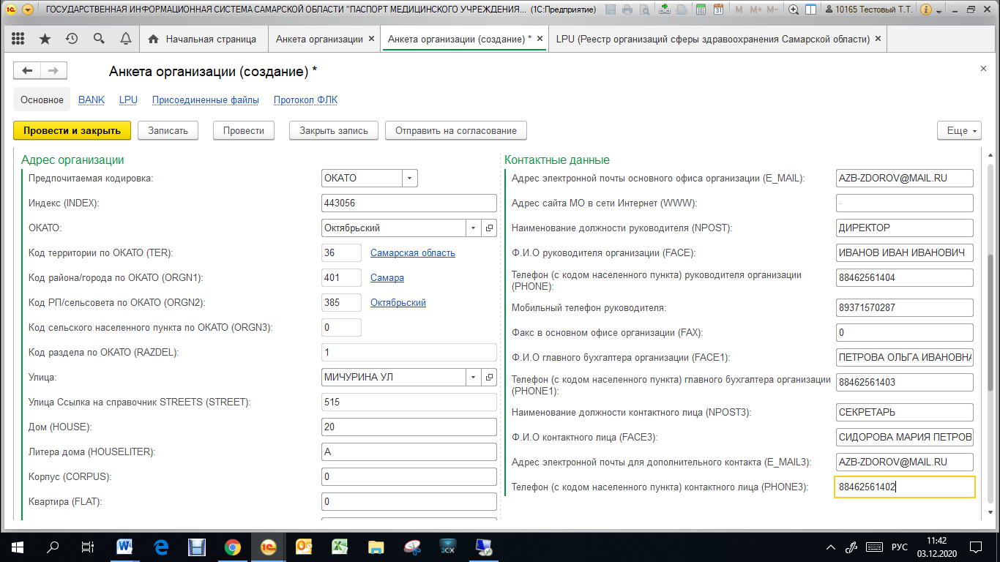 ГОСУДАРСТВЕННАЯ ИНФОРМАЦИОННАЯ СИСТЕМА САМАРСКОЙ ОБЛАСТИ "ПАСПОРТ МЕДИЦИНСКОГО УЧРЕЖДЕНИЯ... (1С:Предприятие) M M+ M- 10165 Тестовый Т.Т.
Начальная страница Анкета организации Анкета организации (создание) * LPU (Реестр организаций сферы здравоохранения Самарской области)
Анкета организации (создание) *
Основное BANK LPU Присоединенные файлы Протокол ФЛК
Провести и закрыть Записать Провести Закрыть запись Отправить на согласование Еще
Адрес организации
Предпочитаемая кодировка: ОКАТО
Индекс (INDEX): 443056
ОКАТО: Октябрьский
Код территории по ОКАТО (TER): 36 Самарская область
Код района/города по ОКАТО (ORGN1): 401 Самара
Код РП/сельсовета по ОКАТО (ORGN2): 385 Октябрьский
Код сельского населенного пункта по ОКАТО (ORGN3): 0
Код раздела по ОКАТО (RAZDEL): 1
Улица: МИЧУРИНА УЛ
Улица Ссылка на справочник STREETS (STREET): 515
Дом (HOUSE): 20
Литера дома (HOUSELITER): А
Корпус (CORPUS): 0
Квартира (FLAT): 0
Контактные данные
Адрес электронной почты основного офиса организации (E_MAIL): AZB-ZDOROV@MAIL.RU
Адрес сайта МО в сети Интернет (WWW): -
Наименование должности руководителя (NPOST): ДИРЕКТОР
Ф.И.О руководителя организации (FACE): ИВАНОВ ИВАН ИВАНОВИЧ
Телефон (с кодом населенного пункта) руководителя организации
(PHONE): 88462561404
Мобильный телефон руководителя: 89371570287
Факс в основном офисе организации (FAX): 0
Ф.И.О главного бухгалтера организации (FACE1): ПЕТРОВА ОЛЬГА ИВАНОВНА
Телефон (с кодом населенного пункта) главного бухгалтера организации
(PHONE1): 88462561403
Наименование должности контактного лица (NPOST3): СЕКРЕТАРЬ
Ф.И.О контактного лица (FACE3): СИДОРОВА МАРИЯ ПЕТРОВ
Адрес электронной почты для дополнительного контакта (E_MAIL3): AZB-ZDOROV@MAIL.RU
Телефон (с кодом населенного пункта) контактного лица (PHONE3): 88462561402
3CX РУС 11:42
03.12.2020